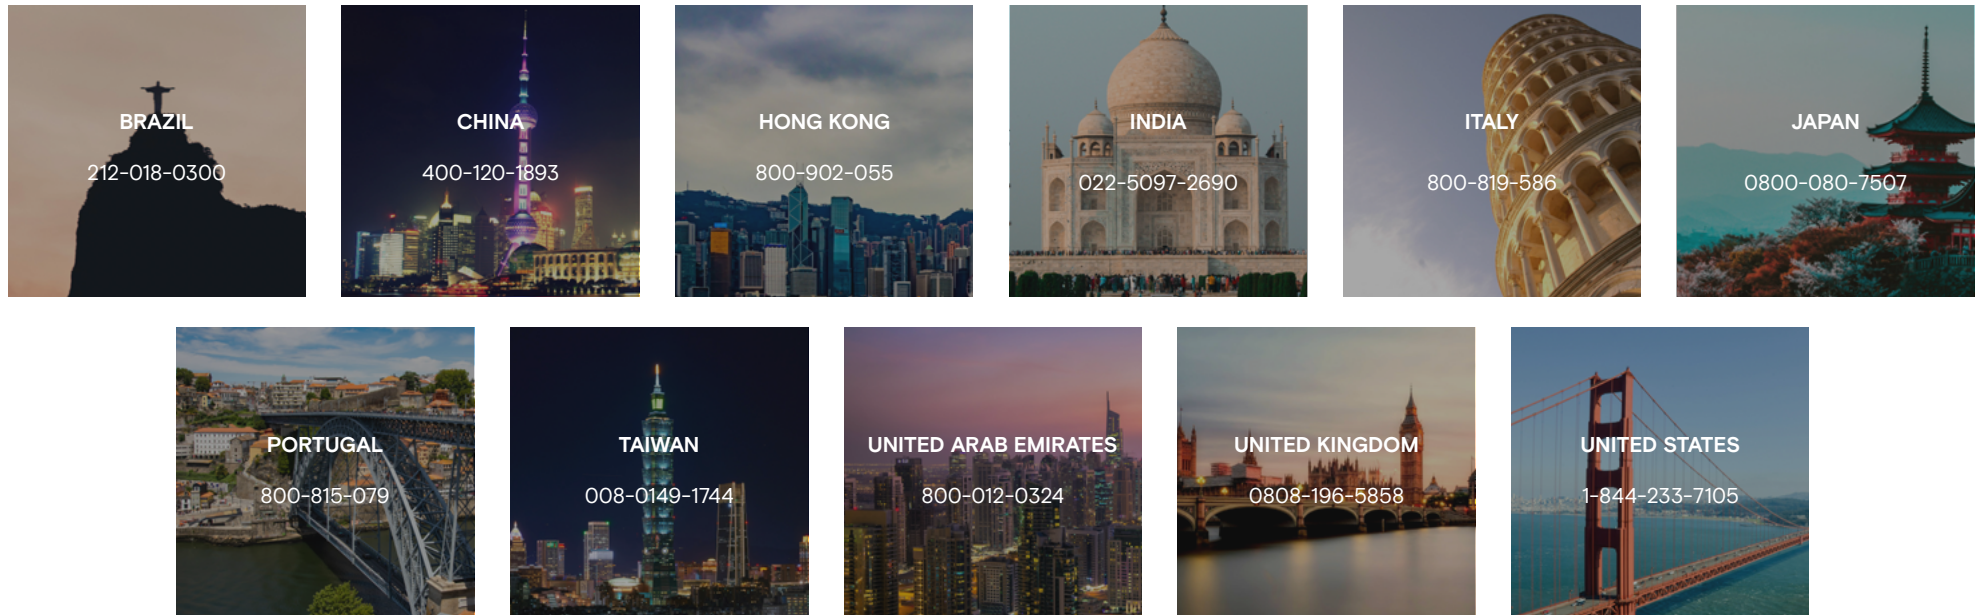 BRAZIL
212-018-0300
CHINA
400-120-1893
HONG KONG
800-902-055
INDIA
022-5097-2690
ITALY
800-819-586
JAPAN
0800-080-7507
PORTUGAL
800-815-079
TAIWAN
008-0149-1744
UNITED ARAB EMIRATES
800-012-0324
UNITED KINGDOM
0808-196-5858
UNITED STATES
1-844-233-7105